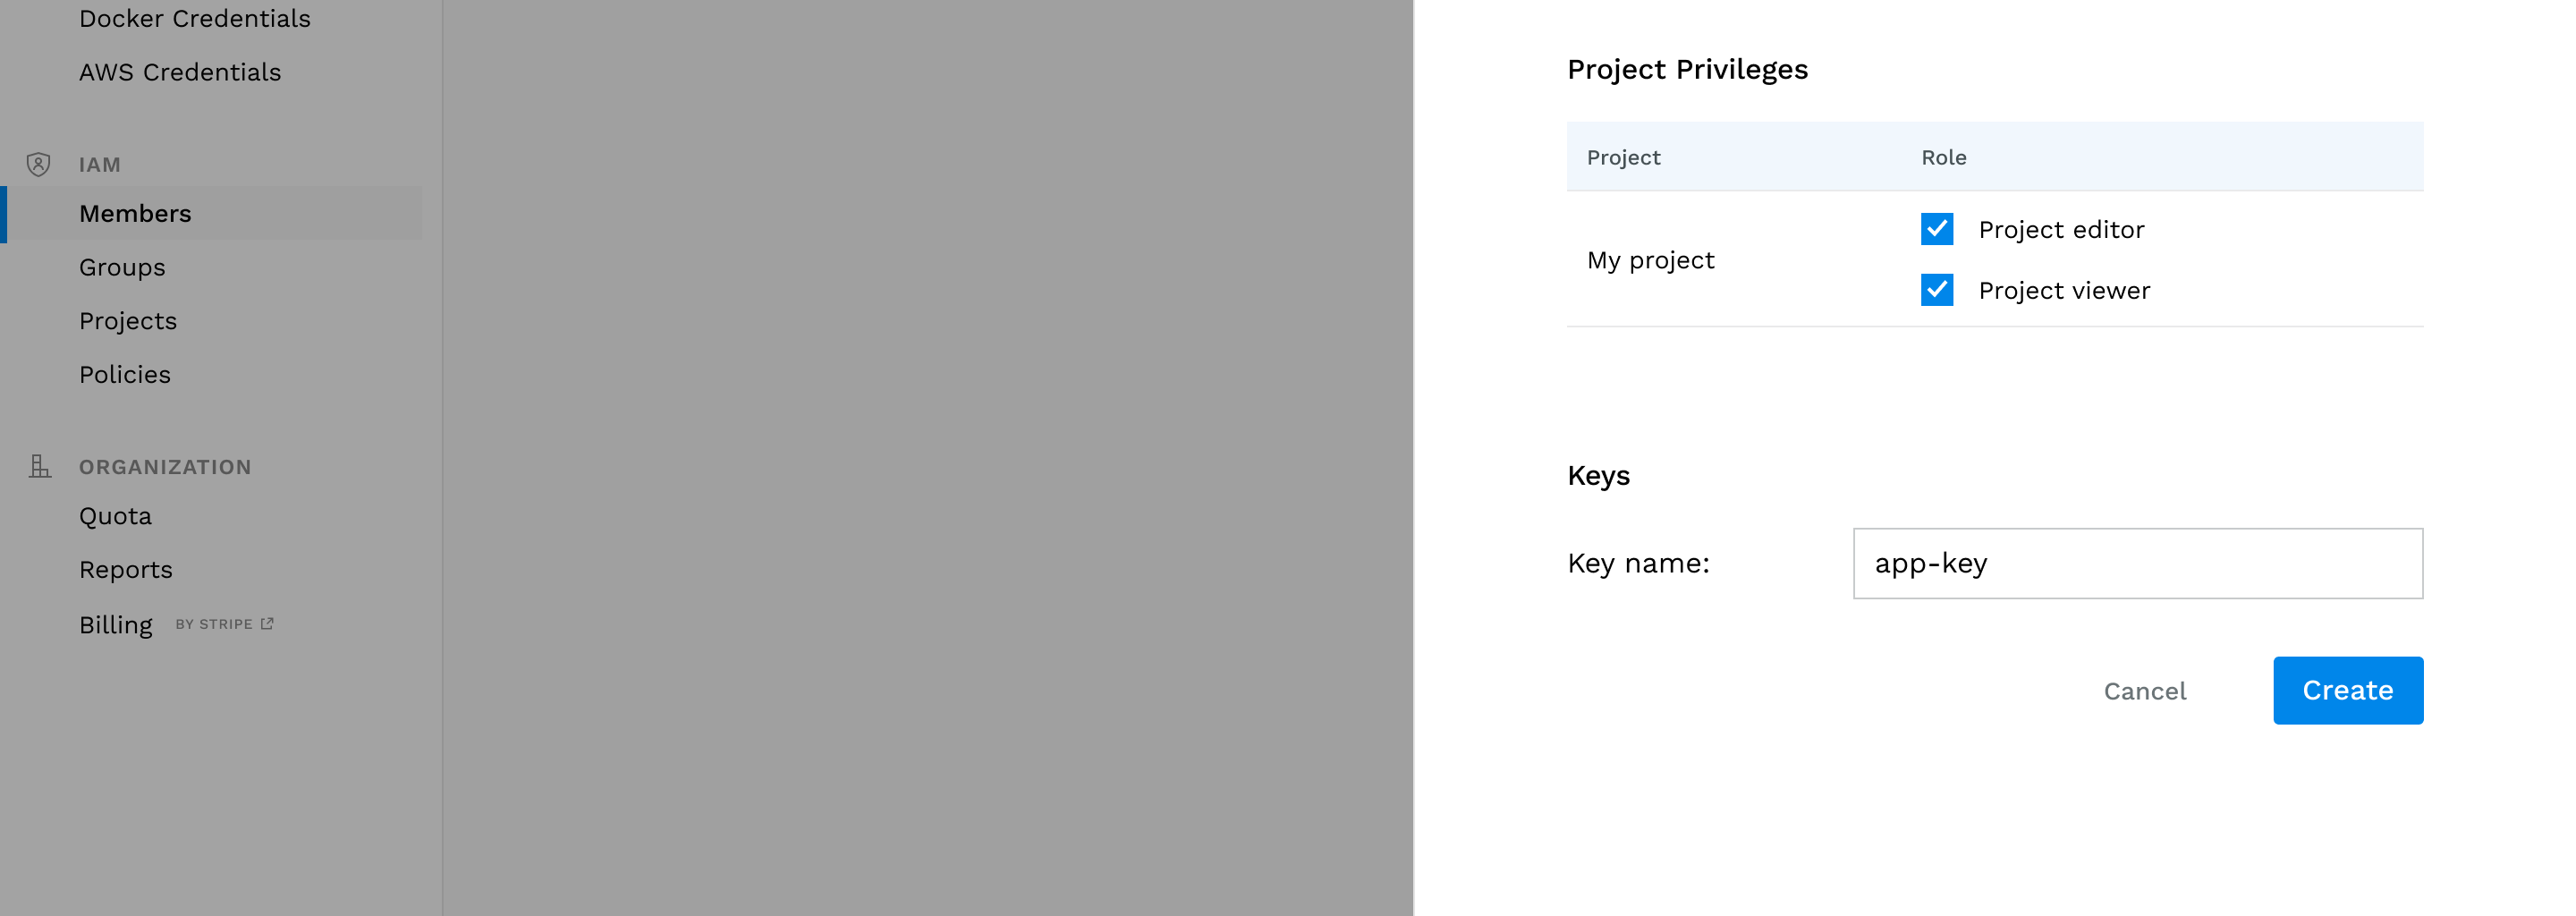 Docker Credentials
AWS Credentials
IAM
Members
Groups
Projects
Policies
ORGANIZATION
Quota
Reports
Billing BY STRIPE
Project Privileges
Project Role
My project
Project editor
Project viewer
Keys
Key name: app-key
Cancel Create